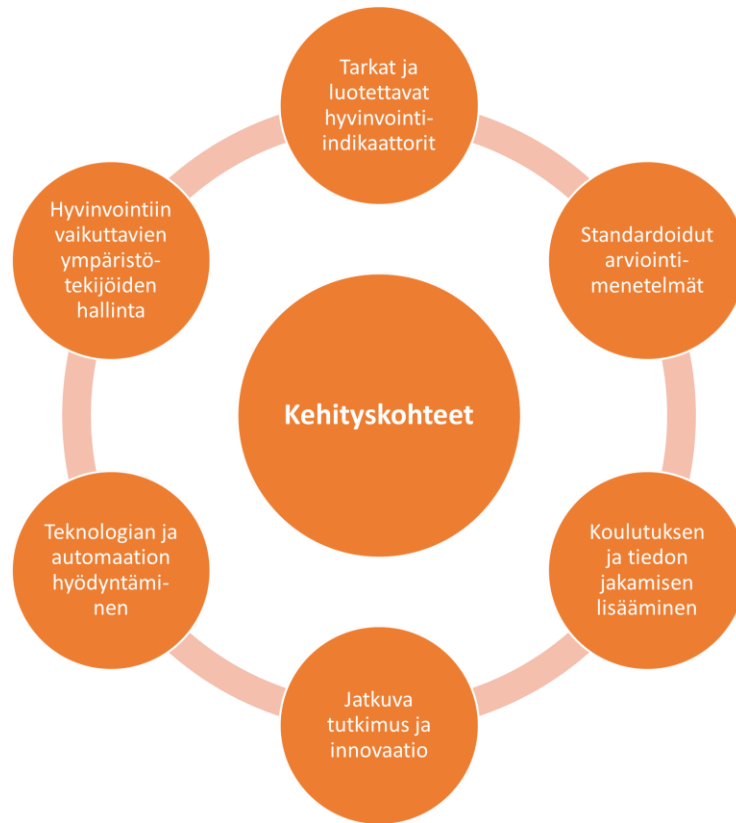 Tarkat ja
luotettavat
hyvinvointi-
indikaattorit
Standardoidut
arviointi-
menetelmät
Koulutuksen
ja tiedon
jakamisen
lisääminen
Jatkuva
tutkimus ja
innovaatio
Teknologian ja
automaation
hyödyntämi-
nen
Hyvinvointiin
vaikuttavien
ympäristö-
tekijöiden
hallinta
Kehityskohteet